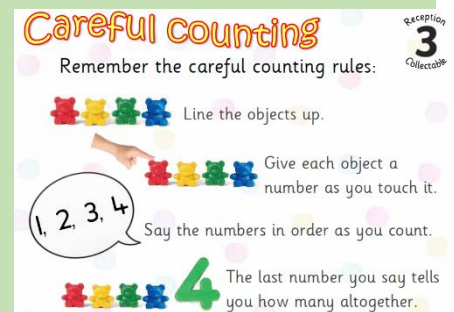 Careful counting
Reception
3
Collectable
Remember the careful counting rules:
Line the objects up.
Give each object a
number as you touch it.
1, 2, 3, 4
Say the numbers in order as you count.
4
The last number you say tells
you how many altogether.